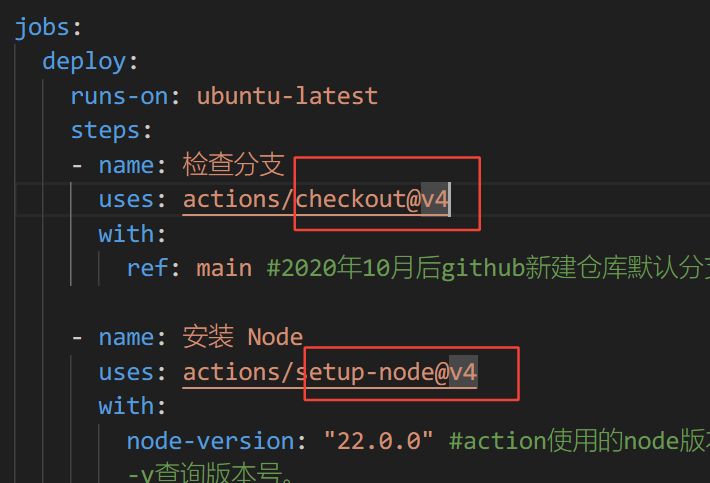 jobs:
deploy:
runs-on: ubuntu-latest
steps:
- name: 检查分支
uses: actions/checkout@v4
with:
ref: main #2020年10月后github新建仓库默认分支
- name: 安装 Node
uses: actions/setup-node@v4
with:
node-version: "22.0.0" #action使用的node版本
-v查询版本号。